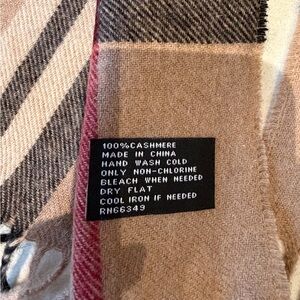 100%CASHMERE
MADE IN CHINA
HAND WASH COLD
ONLY NON-CHLORINE
BLEACH WHEN NEEDED
DRY FLAT
COOL IRON IF NEEDED
RN66349